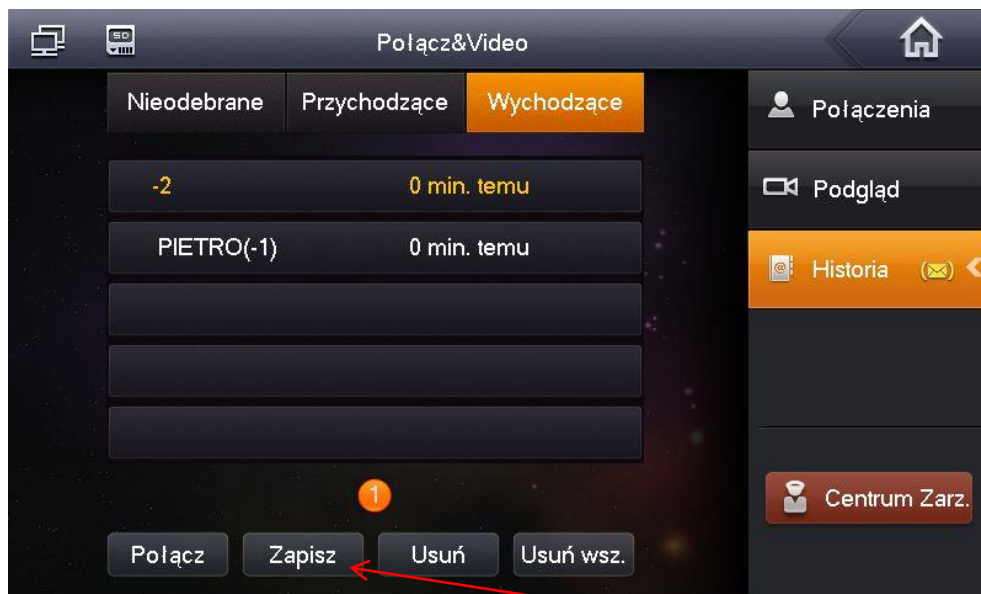 SD
Połącz&Video
Nieodebrane Przychodzące Wychodzące
-2 0 min. temu
PIETRO(-1) 0 min. temu
1
Połącz Zapisz Usuń Usuń wsz.
Połączenia
Podgląd
@ Historia (✉)
Centrum Zarz.